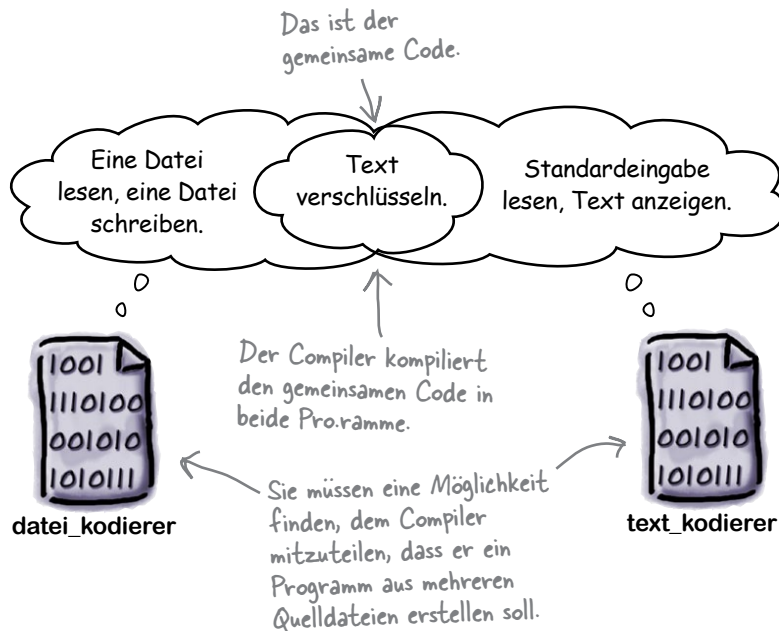 Das ist der
gemeinsame Code.
Eine Datei
lesen, eine Datei
schreiben.
Text
verschlüsseln.
Standardeingabe
lesen, Text anzeigen.
Der Compiler kompiliert
den gemeinsamen Code in
beide Pro.ramme.
1001
1110100
001010
1010111
datei_kodierer
1001
1110100
001010
1010111
text_kodierer
Sie müssen eine Möglichkeit
finden, dem Compiler
mitzuteilen, dass er ein
Programm aus mehreren
Quelldateien erstellen soll.